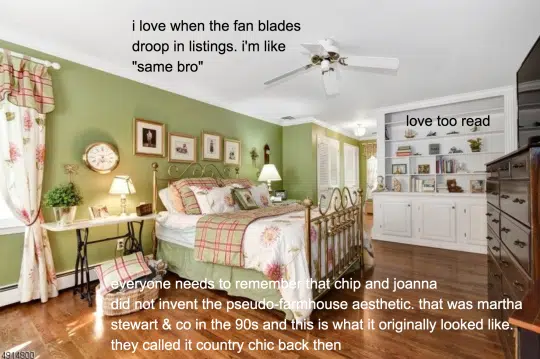 i love when the fan blades
droop in listings. i'm like
"same bro"
love too read
everyone needs to remember that chip and joanna
did not invent the pseudo-farmhouse aesthetic. that was martha
stewart & co in the 90s and this is what it originally looked like.
they called it country chic back then